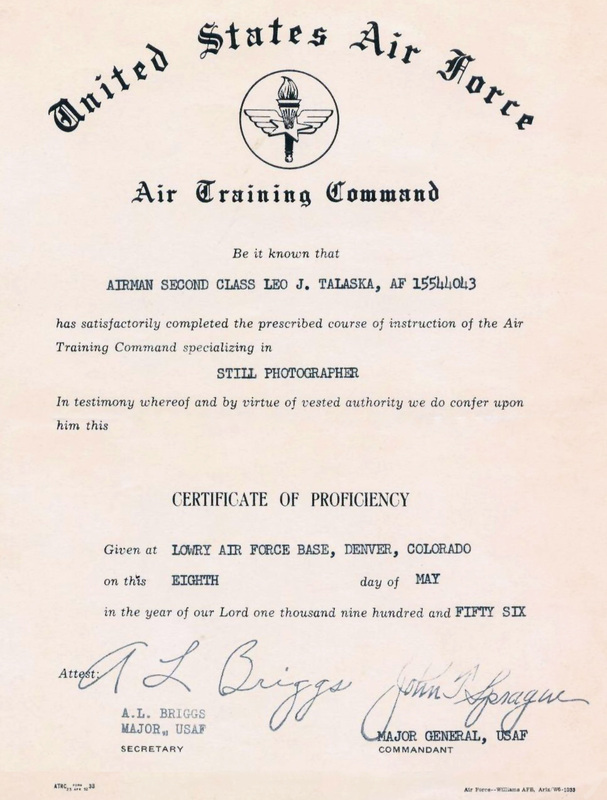 United States Air Force
Air Training Command
Be it known that
AIRMAN SECOND CLASS LEO J. TALASKA, AF 15544043
has satisfactorily completed the prescribed course of instruction of the Air
Training Command specializing in
STILL PHOTOGRAPHER
In testimony whereof and by virtue of vested authority we do confer upon
him this
CERTIFICATE OF PROFICIENCY
Given at LOWRY AIR FORCE BASE, DENVER, COLORADO
on this EIGHTH day of MAY
in the year of our Lord one thousand nine hundred and FIFTY SIX
Attest: A L Briggs John T Sprague
A.L. BRIGGS
MAJOR, USAF MAJOR GENERAL, USAF
SECRETARY COMMANDANT
ATRC FORM 33
Air Force--Williams AFB, Ariz/W6-1233